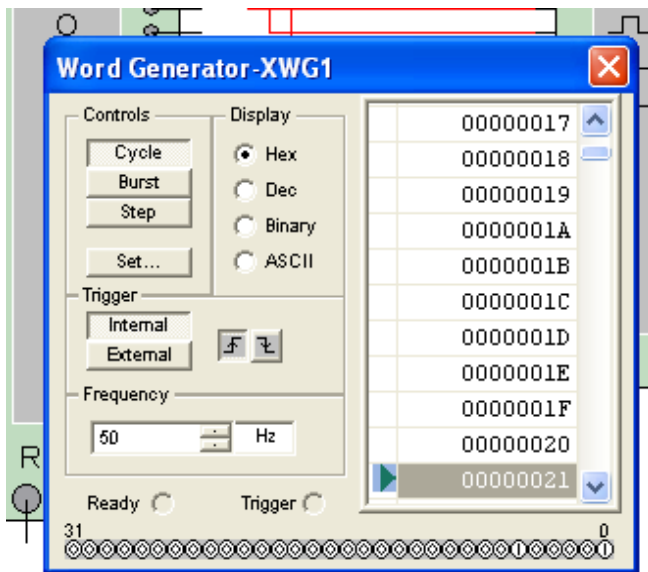 O
Word Generator-XWG1
Controls
Cycle
Burst
Step
Set...
Display
Hex
Dec
Binary
ASCII
Trigger
Internal
External
Frequency
50
Hz
Ready
Trigger
00000017
00000018
00000019
0000001A
0000001B
0000001C
0000001D
0000001E
0000001F
00000020
00000021
31
0
R